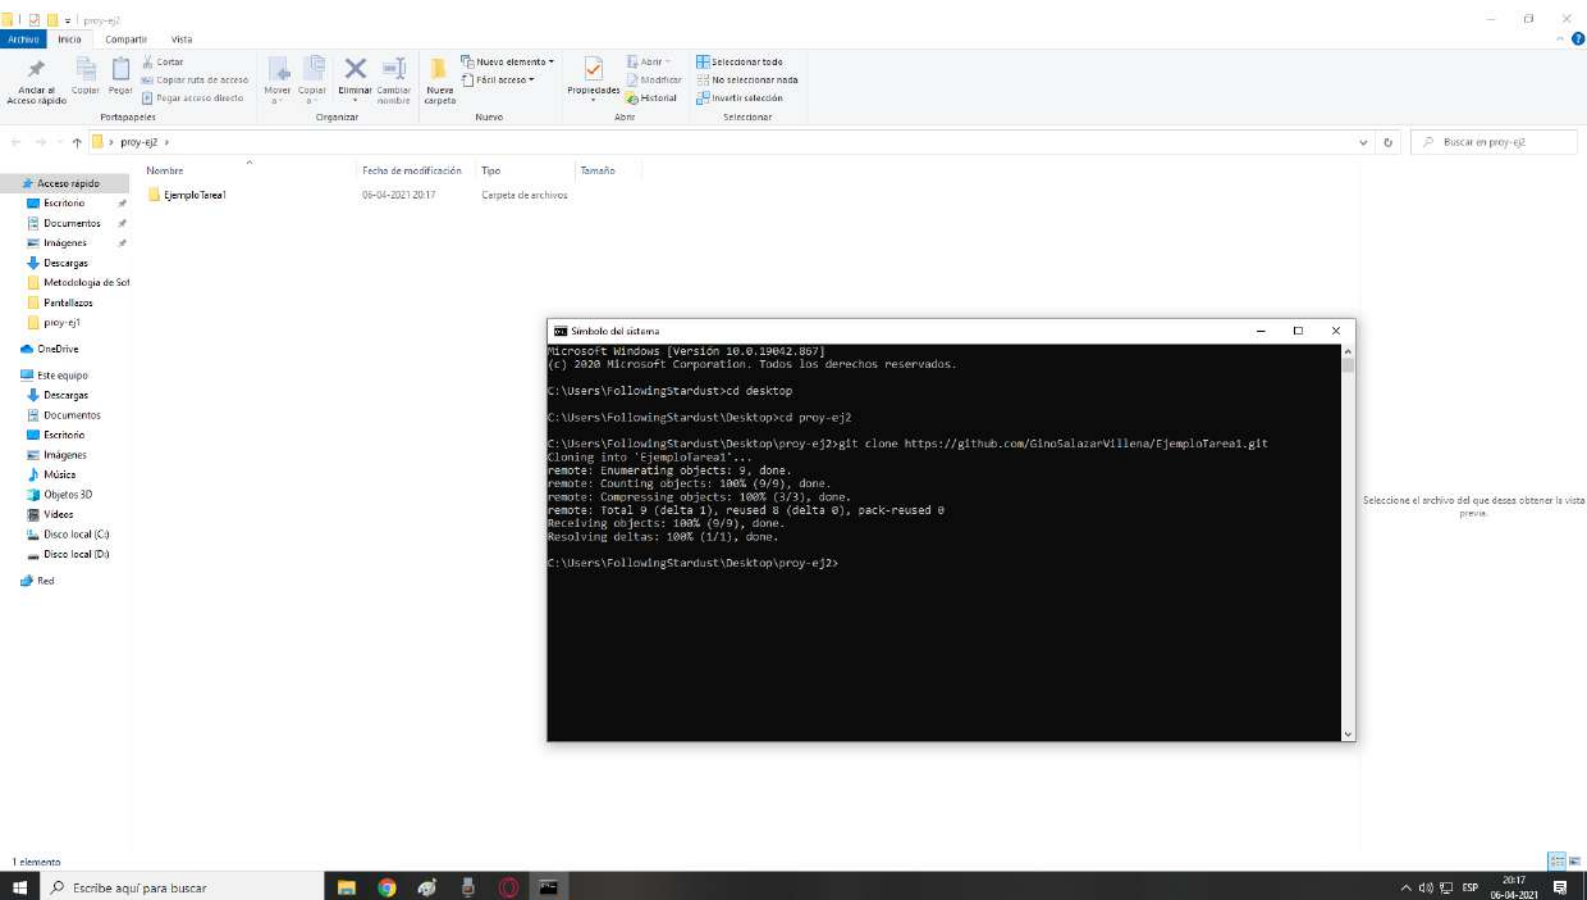 proy-ej2
Archivo Inicio Compartir Vista
Anclar al Acceso rápido
Copiar
Pegar
Cortar
Copiar ruta de acceso
Pegar acceso directo
Portapapeles
Mover a
Copiar a
Eliminar
Cambiar nombre
Organizar
Nueva carpeta
Nuevo elemento
Fácil acceso
Nuevo
Propiedades
Abrir
Modificar
Historial
Abrir
Seleccionar todo
No seleccionar nada
Invertir selección
Seleccionar
proy-ej2
Buscar en proy-ej2
Nombre Fecha de modificación Tipo Tamaño
EjemploTarea1 06-04-2021 20:17 Carpeta de archivos
Acceso rápido
Escritorio
Documentos
Imágenes
Descargas
Metodologia de Sof
Pantallazos
proy-ej1
OneDrive
Este equipo
Descargas
Documentos
Escritorio
Imágenes
Música
Objetos 3D
Vídeos
Disco local (C:)
Disco local (D:)
Red
Símbolo del sistema
Microsoft Windows [Versión 10.0.19042.867]
(c) 2020 Microsoft Corporation. Todos los derechos reservados.
C:\Users\FollowingStardust>cd desktop
C:\Users\FollowingStardust\Desktop>cd proy-ej2
C:\Users\FollowingStardust\Desktop\proy-ej2>git clone https://github.com/GinoSalazarVillena/EjemploTarea1.git
Cloning into 'EjemploTarea1'...
remote: Enumerating objects: 9, done.
remote: Counting objects: 100% (9/9), done.
remote: Compressing objects: 100% (3/3), done.
remote: Total 9 (delta 1), reused 8 (delta 0), pack-reused 0
Receiving objects: 100% (9/9), done.
Resolving deltas: 100% (1/1), done.
C:\Users\FollowingStardust\Desktop\proy-ej2>
Seleccione el archivo del que desea obtener la vista
previa.
1 elemento
Escribe aquí para buscar
ESP
20:17
06-04-2021